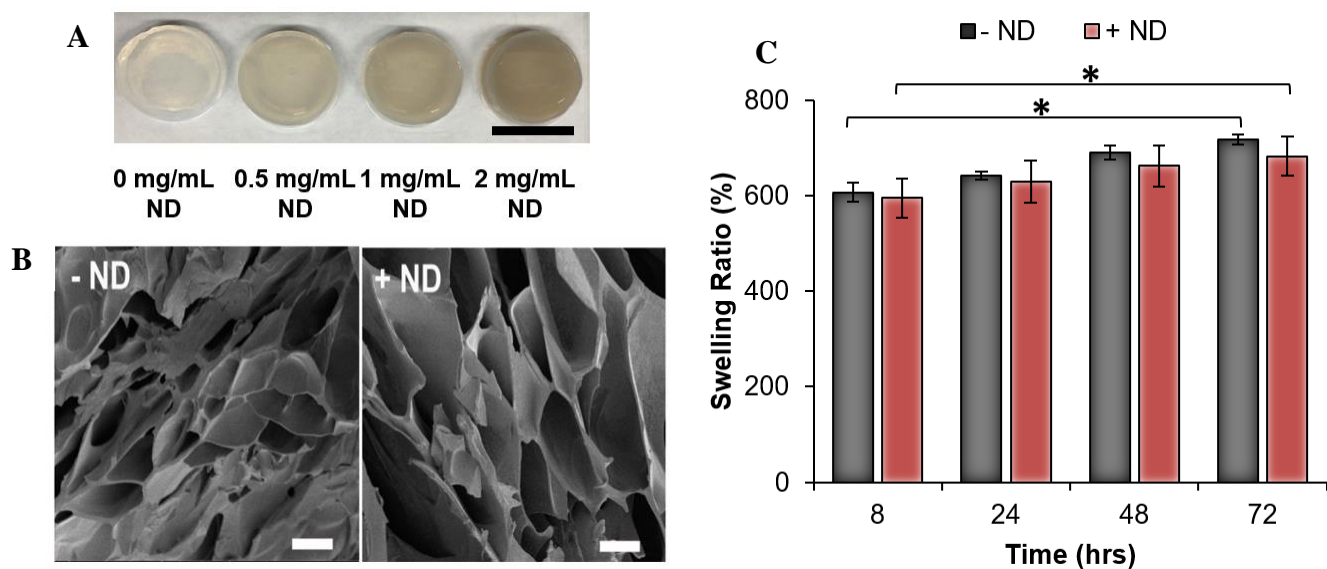 A
0 mg/mL 0.5 mg/mL 1 mg/mL 2 mg/mL
ND ND ND ND
B
- ND
+ ND
C
- ND + ND
*
*
800
600
400
200
0
Swelling Ratio (%)
8 24 48 72
Time (hrs)